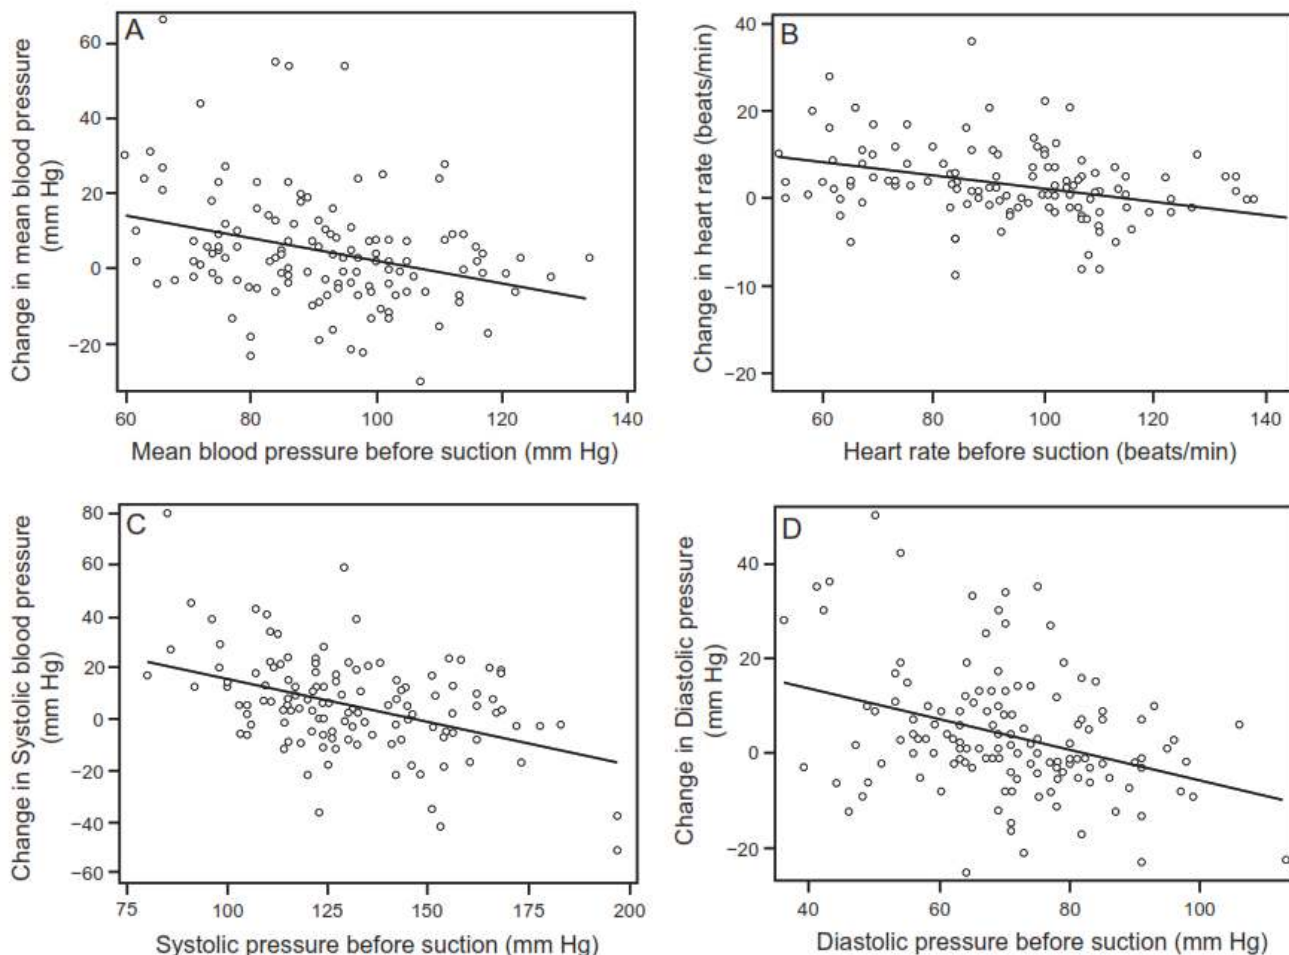 A
Change in mean blood pressure
(mm Hg)
60
40
20
0
−20
60
80
100
120
140
Mean blood pressure before suction (mm Hg)
B
Change in heart rate (beats/min)
40
20
0
−10
−20
60
80
100
120
140
Heart rate before suction (beats/min)
C
Change in Systolic blood pressure
(mm Hg)
80
60
40
20
0
−20
−40
−60
75
100
125
150
175
200
Systolic pressure before suction (mm Hg)
D
Change in Diastolic pressure
(mm Hg)
40
20
0
−20
40
60
80
100
Diastolic pressure before suction (mm Hg)